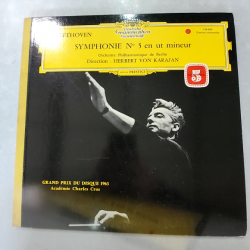 BEETHOVEN
SYMPHONIE N° 5 en ut mineur
Orchestre Philharmonique de Berlin
Direction : HERBERT VON KARAJAN
5
GRAND PRIX DU DISQUE 1963
Académie Charles Cros